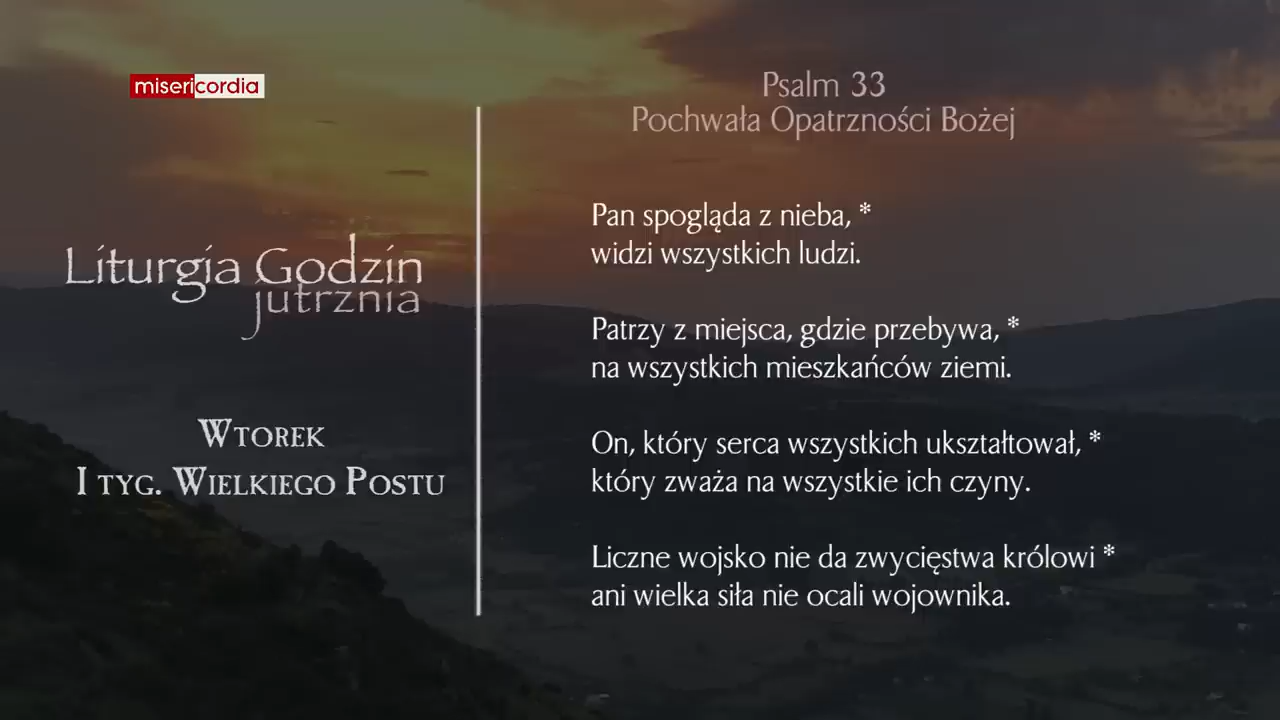 misericordia
Liturgia Godzin
jutrznia
Wtorek
I tyg. Wielkiego Postu
Psalm 33
Pochwała Opatrzności Bożej
Pan spogląda z nieba, *
widzi wszystkich ludzi.
Patrzy z miejsca, gdzie przebywa, *
na wszystkich mieszkańców ziemi.
On, który serca wszystkich ukształtował, *
który zważa na wszystkie ich czyny.
Liczne wojsko nie da zwycięstwa królowi *
ani wielka siła nie ocali wojownika.